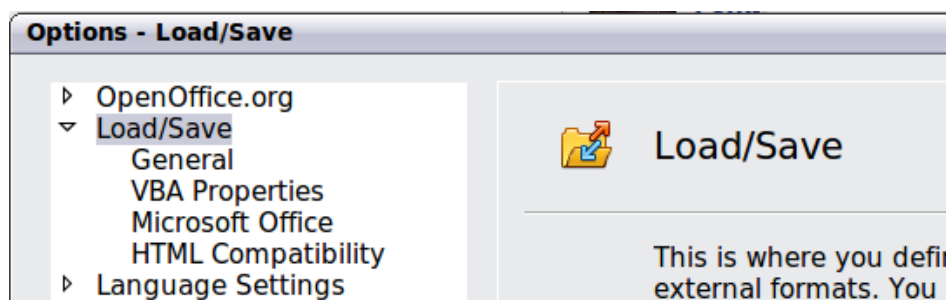 Options - Load/Save
OpenOffice.org
Load/Save
General
VBA Properties
Microsoft Office
HTML Compatibility
Language Settings
Load/Save
This is where you
external formats. You